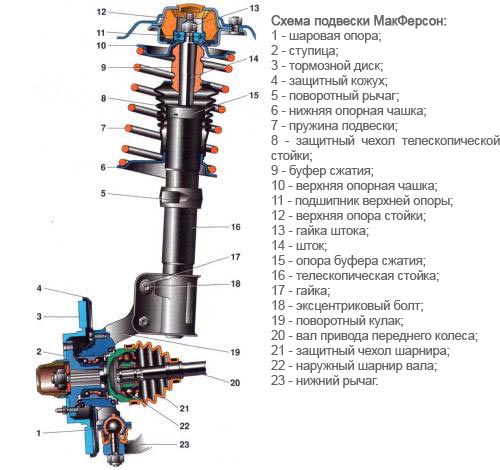 Схема подвески МакФерсон:
1 - шаровая опора;
2 - ступица;
3 - тормозной диск;
4 - защитный кожух;
5 - поворотный рычаг;
6 - нижняя опорная чашка;
7 - пружина подвески;
8 - защитный чехол телескопической
стойки;
9 - буфер сжатия;
10 - верхняя опорная чашка;
11 - подшипник верхней опоры;
12 - верхняя опора стойки;
13 - гайка штока;
14 - шток;
15 - опора буфера сжатия;
16 - телескопическая стойка;
17 - гайка;
18 - эксцентриковый болт;
19 - поворотный кулак;
20 - вал привода переднего колеса;
21 - защитный чехол шарнира;
22 - наружный шарнир вала;
23 - нижний рычаг.
12
13
11
10
9
14
8
15
7
6
5
16
17
4
18
3
2
19
20
21
1
22
23